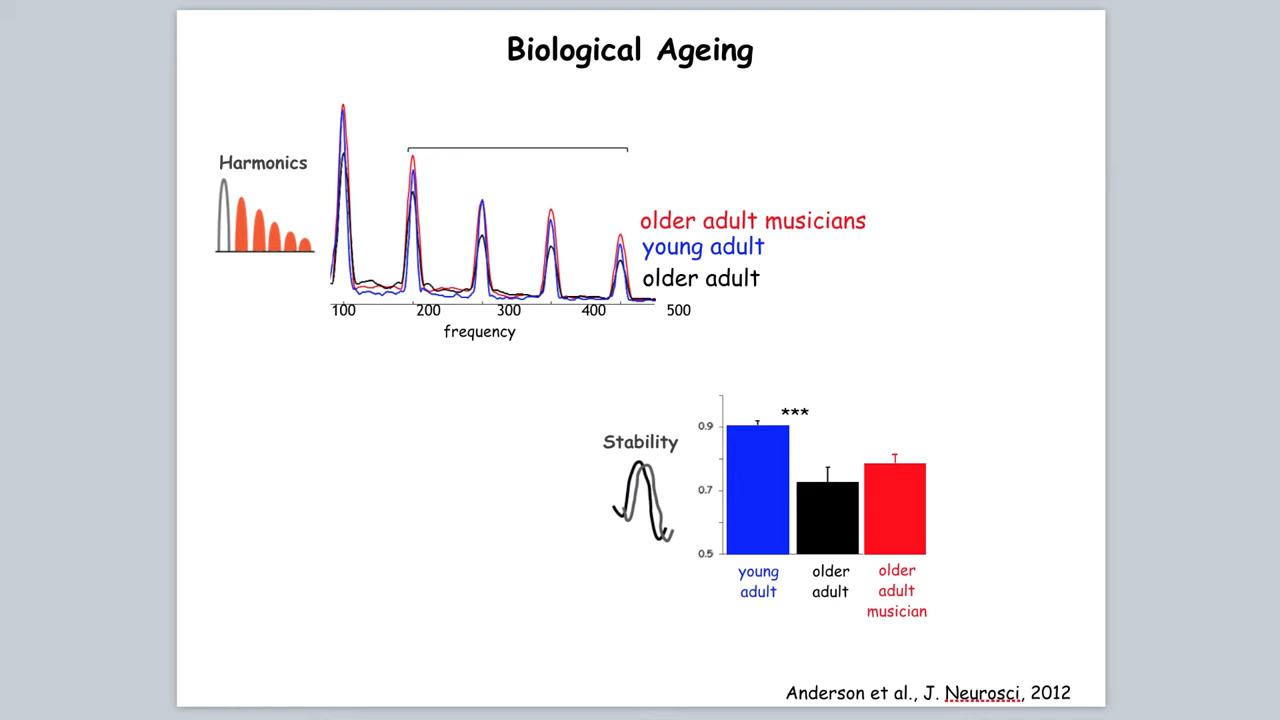 Biological Ageing
Harmonics
older adult musicians
young adult
older adult
100 200 300 400 500
frequency
Stability
***
0.9
0.7
0.5
young adult
older adult
older adult musician
Anderson et al., J. Neurosci, 2012